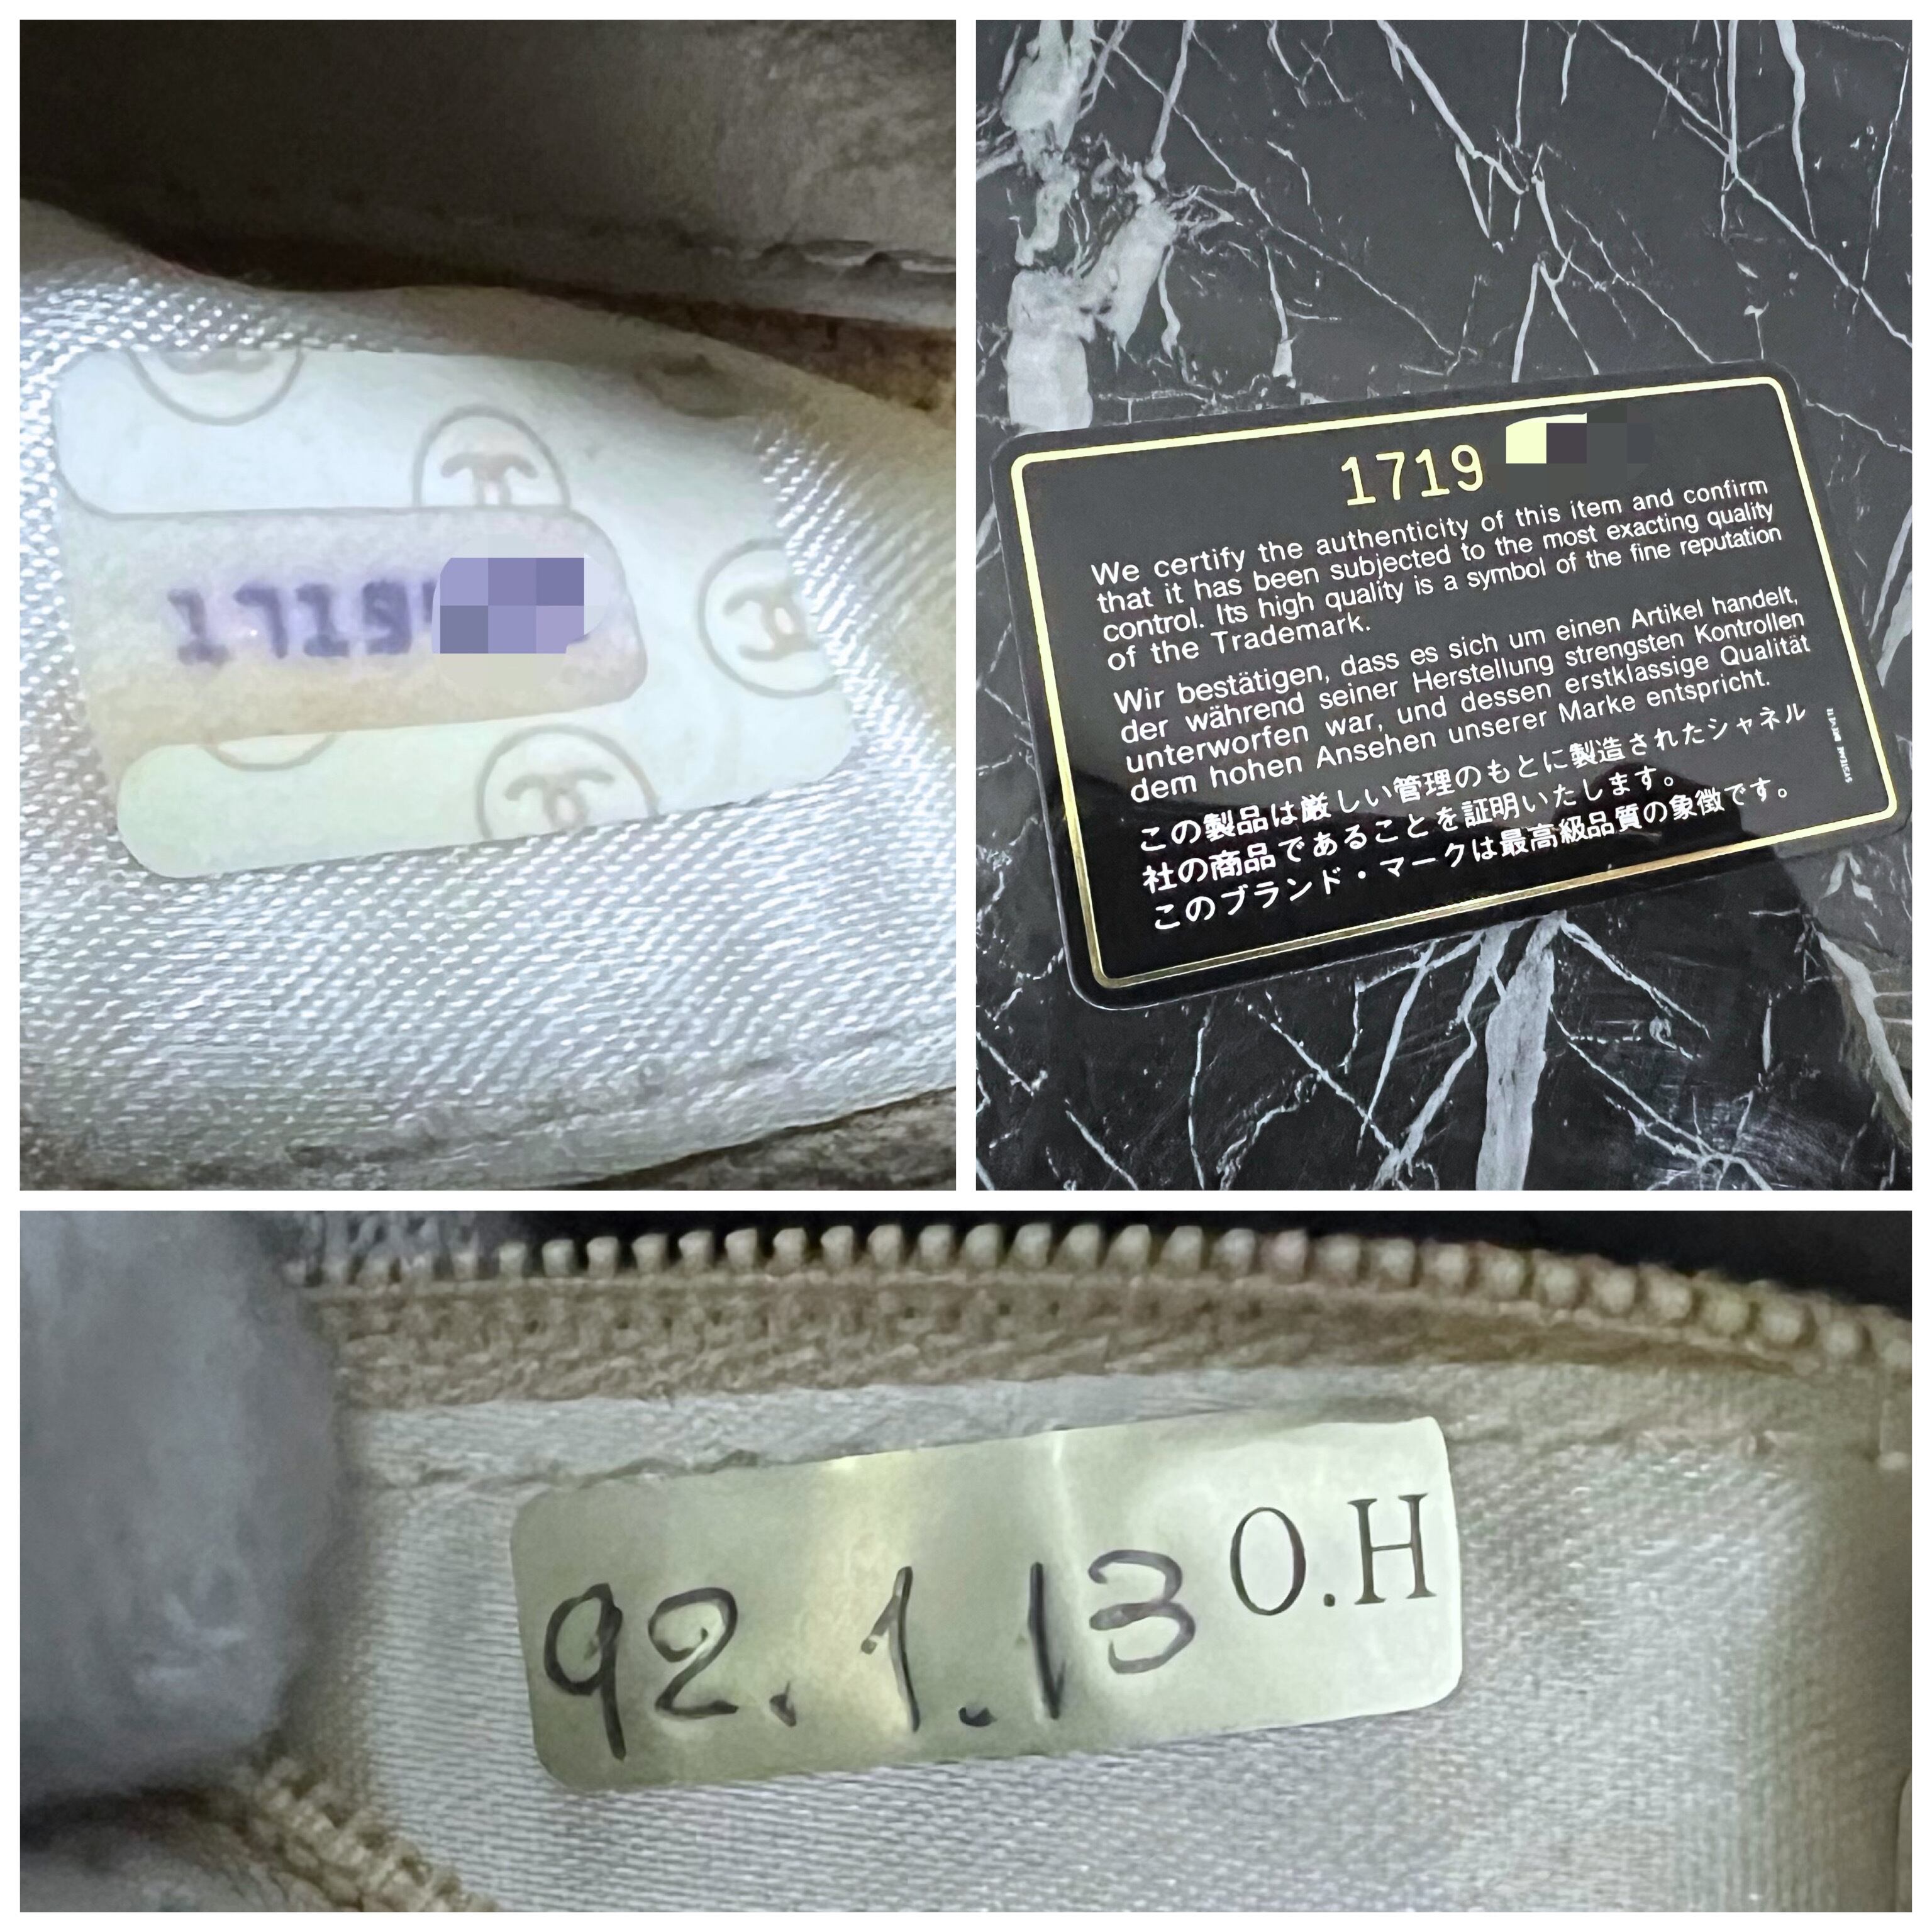 1719
1719
We certify the authenticity of this item and confirm
that it has been subjected to the most exacting quality
control. Its high quality is a symbol of the fine reputation
of the Trademark.
Wir bestätigen, dass es sich um einen Artikel handelt,
der während seiner Herstellung strengsten Kontrollen
unterworfen war, und dessen erstklassige Qualität
dem hohen Ansehen unserer Marke entspricht.
この製品は厳しい管理のもとに製造されたシャネル
社の商品であることを証明いたします。
このブランド・マークは最高級品質の象徴です。
92.1.13 O.H